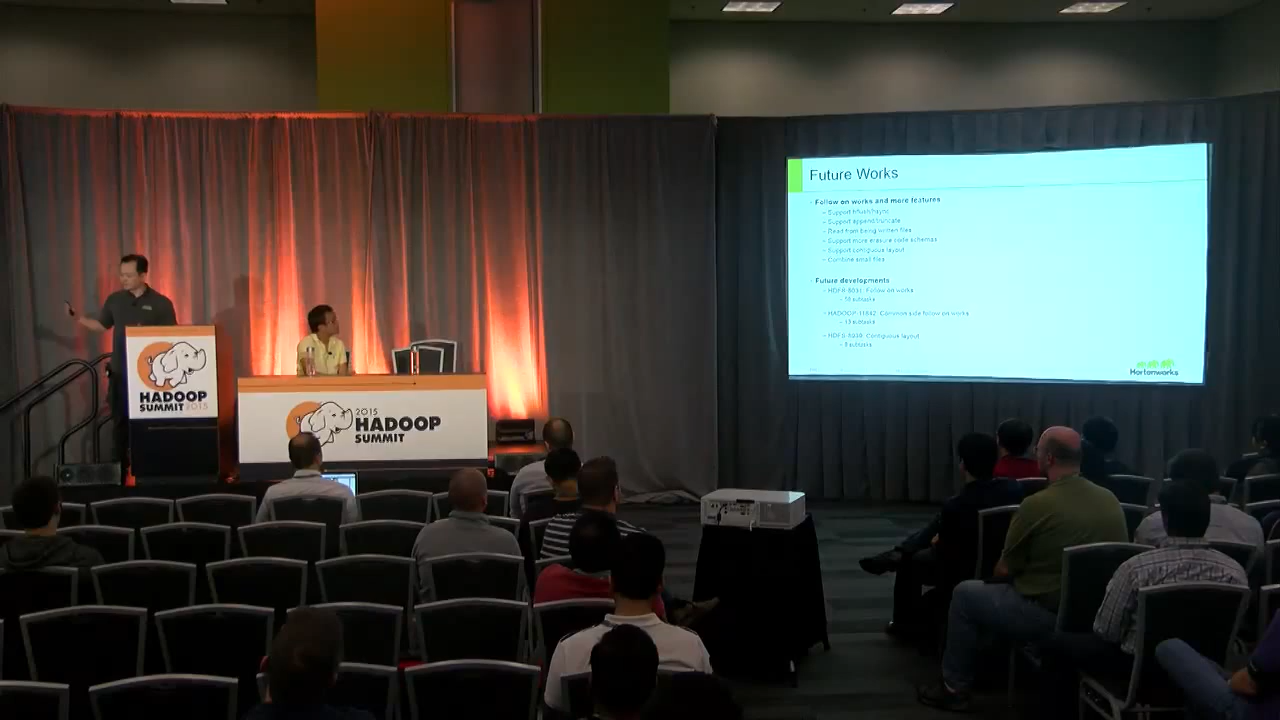 Future Works
- Follow on works and more features
– Support hflush/hsync
– Support append/truncate
– Read from being written files
– Support more erasure code schemas
– Support contiguous layout
– Combine small files
- Future developments
– HDFS-8031: Follow on works
– HADOOP-11842: Common side follow on works
– Contiguous layout
Hortonworks
HADOOP
SUMMIT 2015
2015
HADOOP
SUMMIT